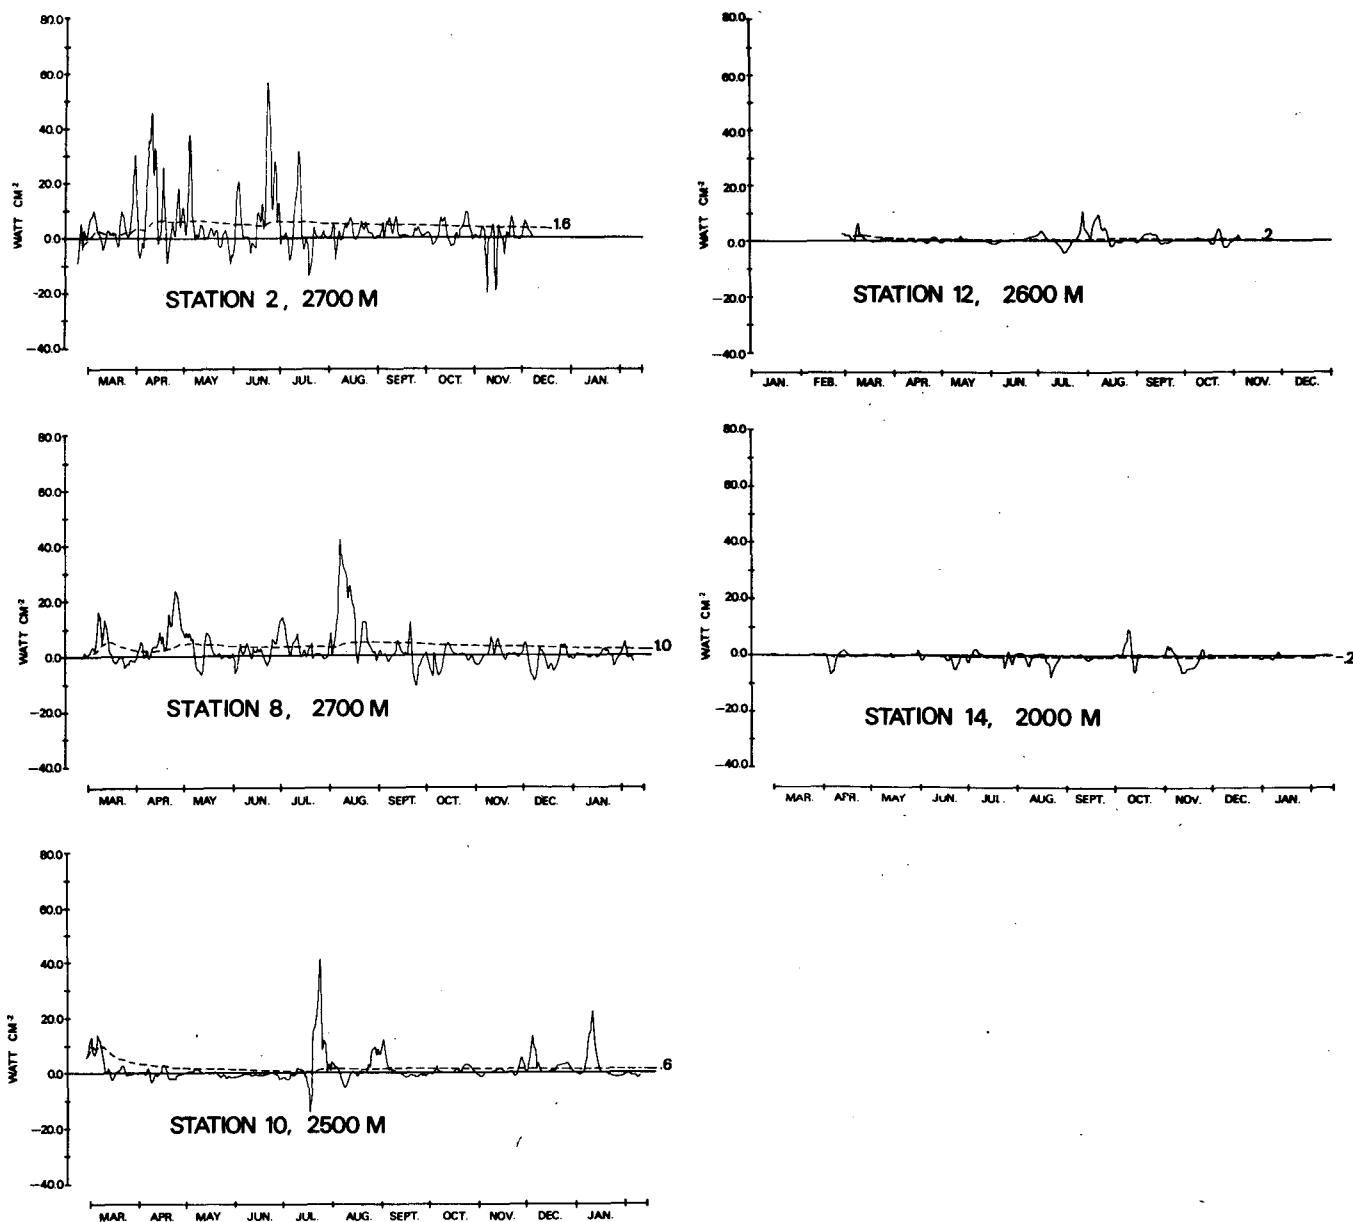 80.0
60.0
40.0
20.0
0.0
−20.0
−40.0
WATT CM-2
1.6
STATION 2, 2700 M
MAR. APR. MAY JUN. JUL. AUG. SEPT. OCT. NOV. DEC. JAN.
80.0
60.0
40.0
20.0
0.0
−20.0
−40.0
WATT CM-2
.2
STATION 12, 2600 M
JAN. FEB. MAR. APR. MAY JUN. JUL. AUG. SEPT. OCT. NOV. DEC.
80.0
60.0
40.0
20.0
0.0
−20.0
−40.0
WATT CM-2
1.0
STATION 8, 2700 M
MAR. APR. MAY JUN. JUL. AUG. SEPT. OCT. NOV. DEC. JAN.
80.0
60.0
40.0
20.0
0.0
−20.0
−40.0
WATT CM-2
-.2
STATION 14, 2000 M
MAR. APR. MAY JUN. JUL. AUG. SEPT. OCT. NOV. DEC. JAN.
80.0
60.0
40.0
20.0
0.0
−20.0
−40.0
WATT CM-2
.6
STATION 10, 2500 M
MAR. APR. MAY JUN. JUL. AUG. SEPT. OCT. NOV. DEC. JAN.